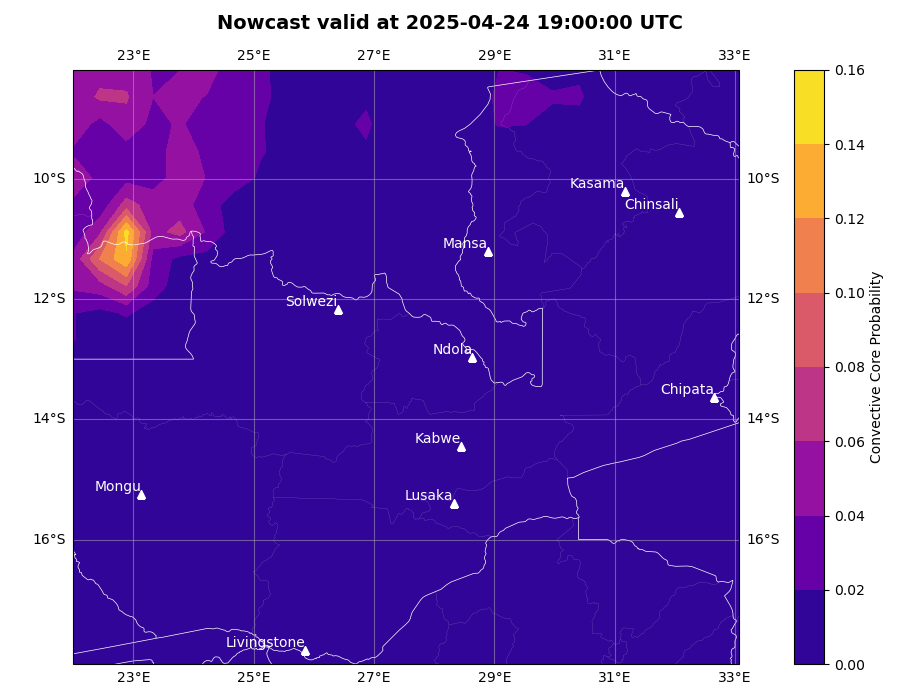 Nowcast valid at 2025-04-24 19:00:00 UTC
23°E 25°E 27°E 29°E 31°E 33°E
0.16
0.14
10°S 10°S
Kasama
Chinsali
0.12
Mansa
12°S 12°S
Solwezi
0.10
Ndola
0.08
Chipata
14°S 14°S
Kabwe
0.06
Convective Core Probability
Mongu
Lusaka
0.04
16°S 16°S
0.02
Livingstone
0.00
23°E 25°E 27°E 29°E 31°E 33°E